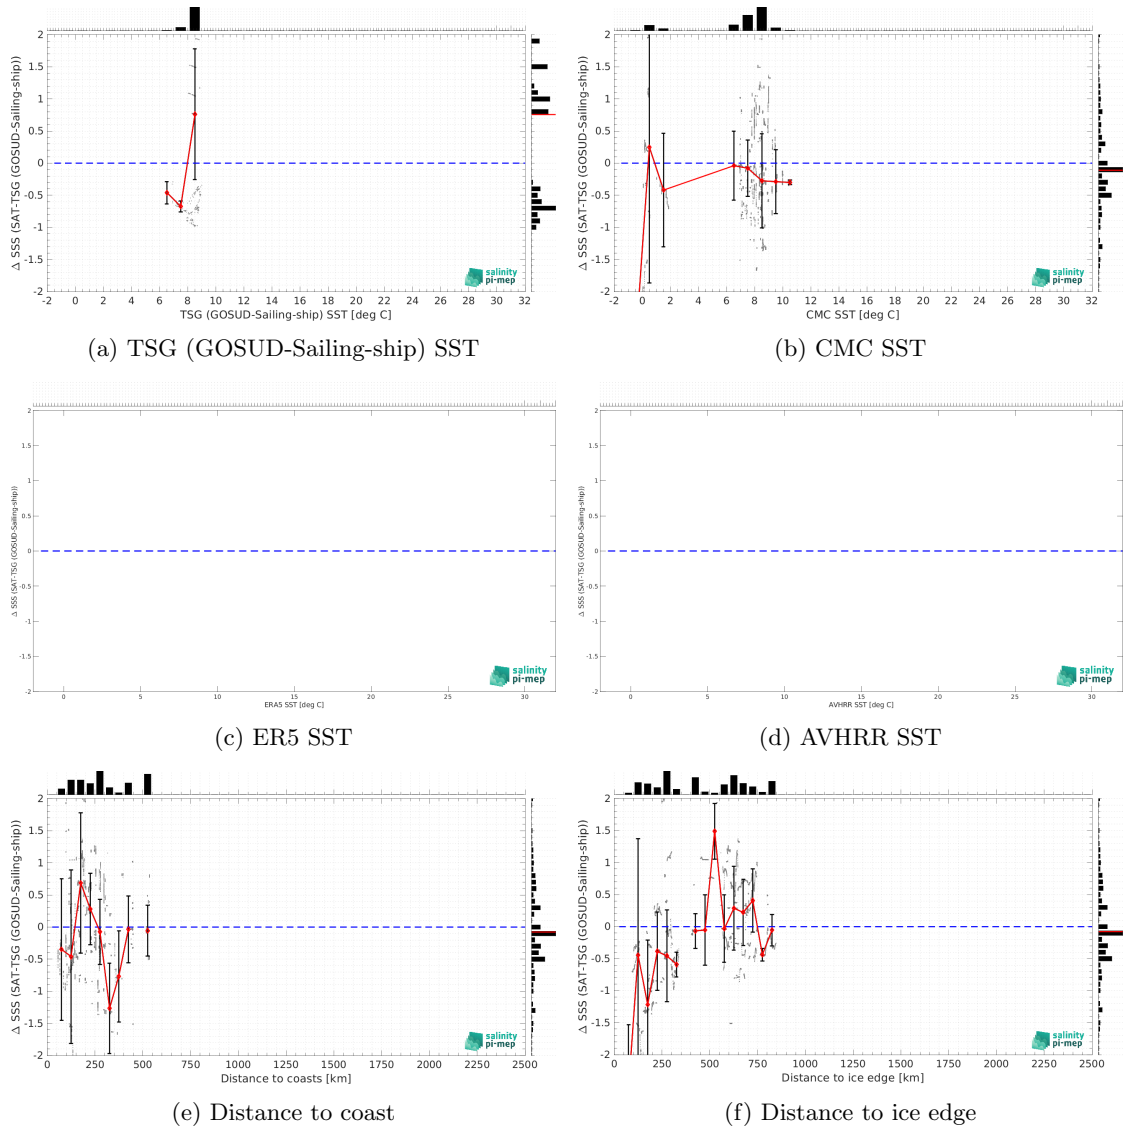 2
1.5
1
0.5
0
-0.5
-1
-1.5
-2
Δ SSS (SAT-TSG (GOSUD-Sailing-ship))
-2 0 2 4 6 8 10 12 14 16 18 20 22 24 26 28 30 32
TSG (GOSUD-Sailing-ship) SST [deg C]
salinity
pi-mep
(a) TSG (GOSUD-Sailing-ship) SST
2
1.5
1
0.5
0
-0.5
-1
-1.5
-2
Δ SSS (SAT-TSG (GOSUD-Sailing-ship))
-2 0 2 4 6 8 10 12 14 16 18 20 22 24 26 28 30 32
CMC SST [deg C]
salinity
pi-mep
(b) CMC SST
2
1.5
1
0.5
0
-0.5
-1
-1.5
-2
Δ SSS (SAT-TSG (GOSUD-Sailing-ship))
0 5 10 15 20 25 30
ERA5 SST [deg C]
salinity
pi-mep
(c) ER5 SST
2
1.5
1
0.5
0
-0.5
-1
-1.5
-2
Δ SSS (SAT-TSG (GOSUD-Sailing-ship))
0 5 10 15 20 25 30
AVHRR SST [deg C]
salinity
pi-mep
(d) AVHRR SST
2
1.5
1
0.5
0
-0.5
-1
-1.5
-2
Δ SSS (SAT-TSG (GOSUD-Sailing-ship))
0 250 500 750 1000 1250 1500 1750 2000 2250 2500
Distance to coasts [km]
salinity
pi-mep
(e) Distance to coast
2
1.5
1
0.5
0
-0.5
-1
-1.5
-2
Δ SSS (SAT-TSG (GOSUD-Sailing-ship))
0 250 500 750 1000 1250 1500 1750 2000 2250 2500
Distance to ice edge [km]
salinity
pi-mep
(f) Distance to ice edge